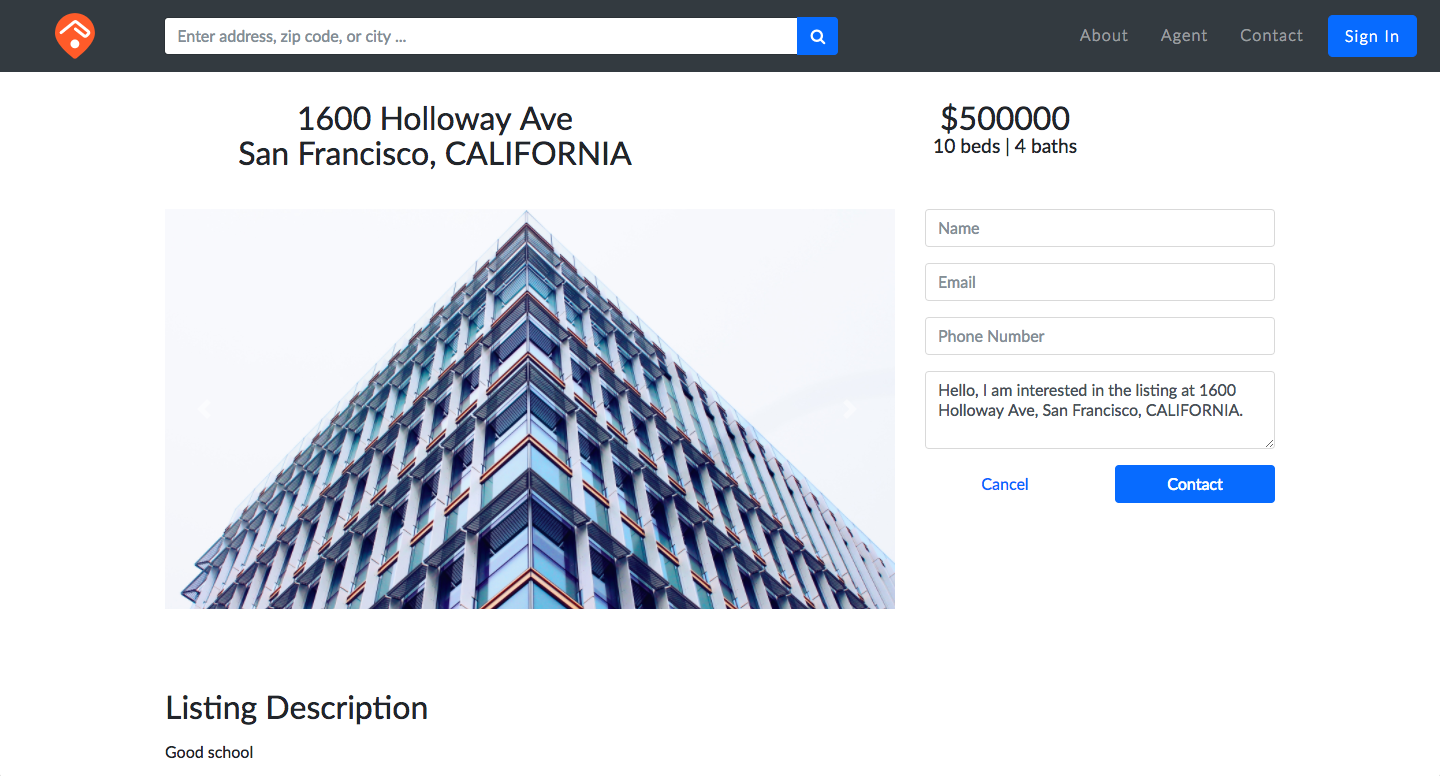 Enter address, zip code, or city ...
About
Agent
Contact
Sign In
1600 Holloway Ave
San Francisco, CALIFORNIA
$500000
10 beds | 4 baths
Name
Email
Phone Number
Hello, I am interested in the listing at 1600
Holloway Ave, San Francisco, CALIFORNIA.
Cancel
Contact
Listing Description
Good school